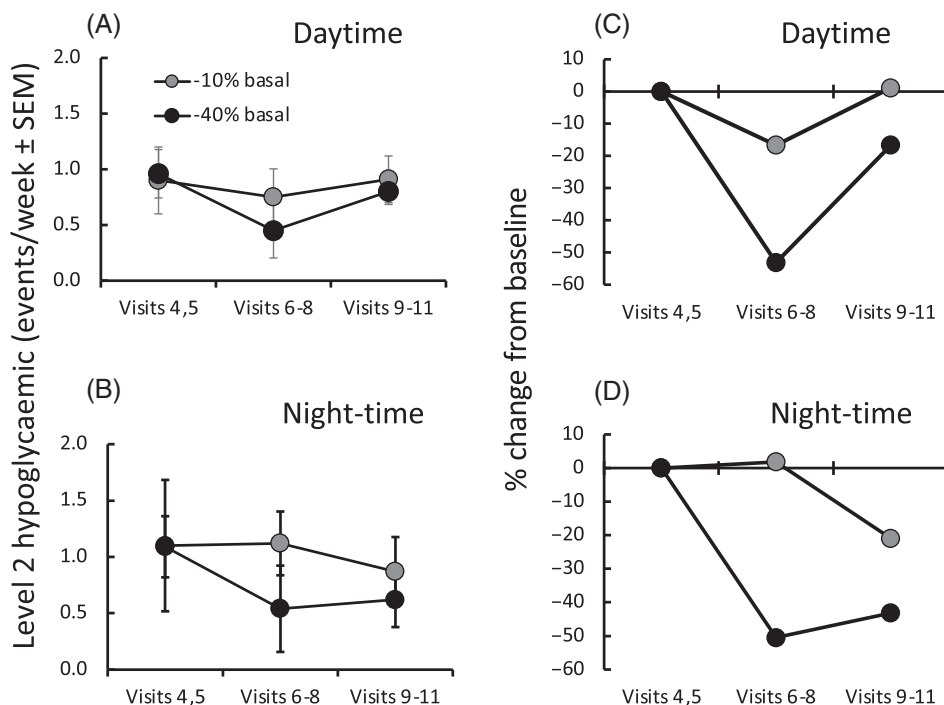 Level 2 hypoglycaemic (events/week ± SEM)
(A)
Daytime
2.0
1.5
1.0
0.5
0.0
-10% basal
-40% basal
Visits 4,5 Visits 6-8 Visits 9-11
(B)
Night-time
2.0
1.5
1.0
0.5
0.0
Visits 4,5 Visits 6-8 Visits 9-11
% change from baseline
(C)
Daytime
10
0
−10
−20
−30
−40
−50
−60
Visits 4,5 Visits 6-8 Visits 9-11
(D)
Night-time
10
0
−10
−20
−30
−40
−50
−60
Visits 4,5 Visits 6-8 Visits 9-11